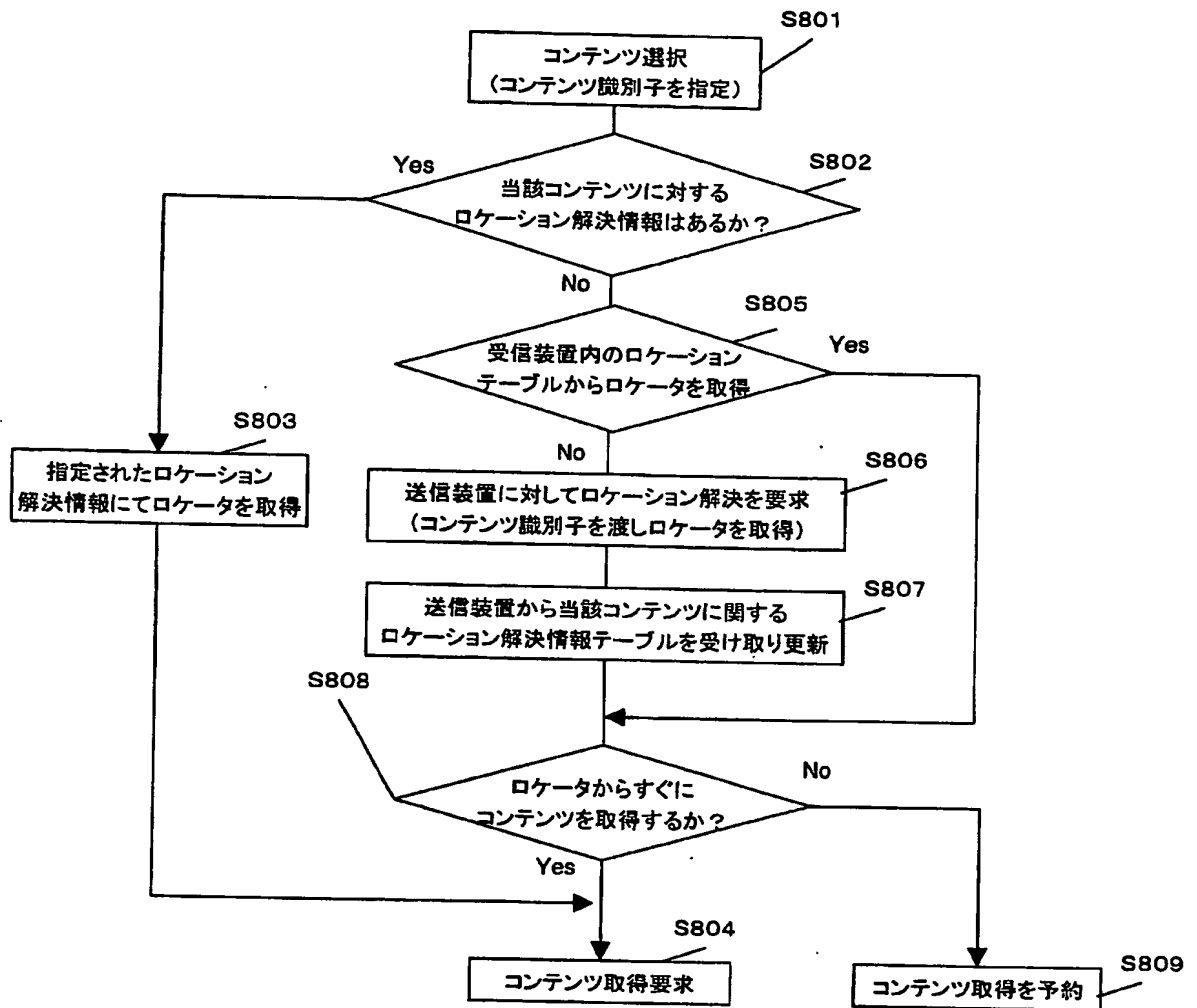 S801
コンテンツ選択
（コンテンツ識別子を指定）
Yes
S802
当該コンテンツに対する
ロケーション解決情報はあるか？
No
S805
受信装置内のロケーション
テーブルからロケータを取得
Yes
S803
指定されたロケーション
解決情報にてロケータを取得
No
S806
送信装置に対してロケーション解決を要求
（コンテンツ識別子を渡しロケータを取得）
S807
送信装置から当該コンテンツに関する
ロケーション解決情報テーブルを受け取り更新
S808
ロケータからすぐに
コンテンツを取得するか？
No
Yes
S804
コンテンツ取得要求
S809
コンテンツ取得を予約